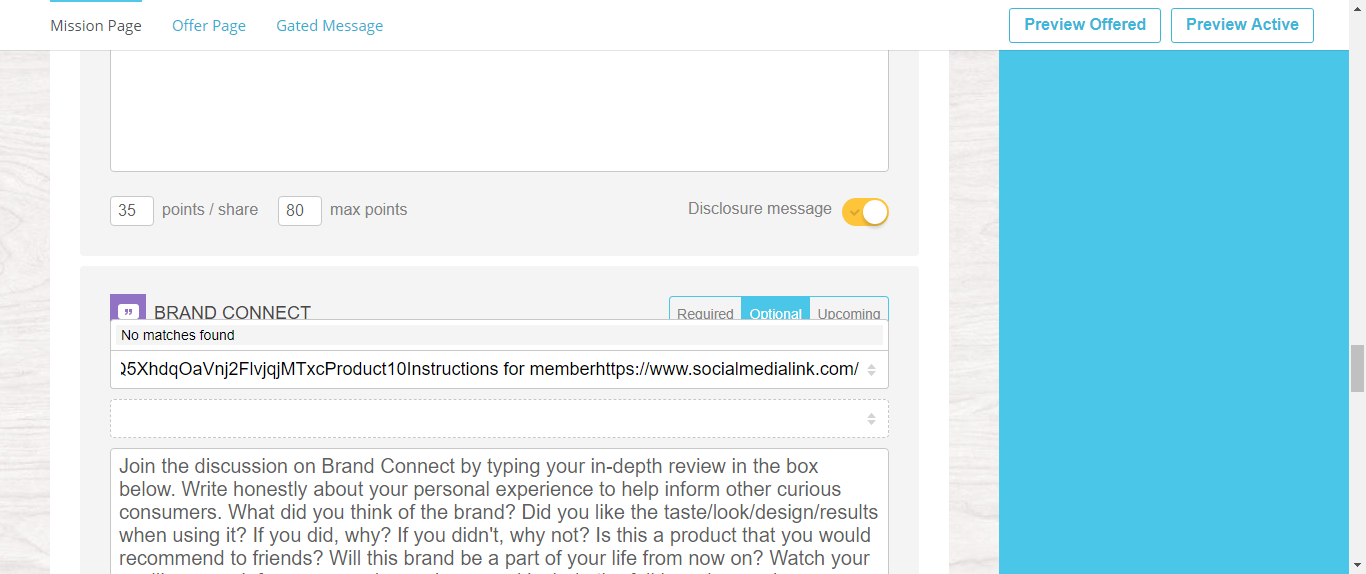 Mission Page
Offer Page
Gated Message
Preview Offered
Preview Active
35 points / share 80 max points
Disclosure message
BRAND CONNECT
Required
Optional
Upcoming
No matches found
Q5XhdqOaVnj2FlvjqjMTxcProduct10Instructions for memberhttps://www.socialmedialink.com/
Join the discussion on Brand Connect by typing your in-depth review in the box
below. Write honestly about your personal experience to help inform other curious
consumers. What did you think of the brand? Did you like the taste/look/design/results
when using it? If you did, why? If you didn't, why not? Is this a product that you would
recommend to friends? Will this brand be a part of your life from now on? Watch your